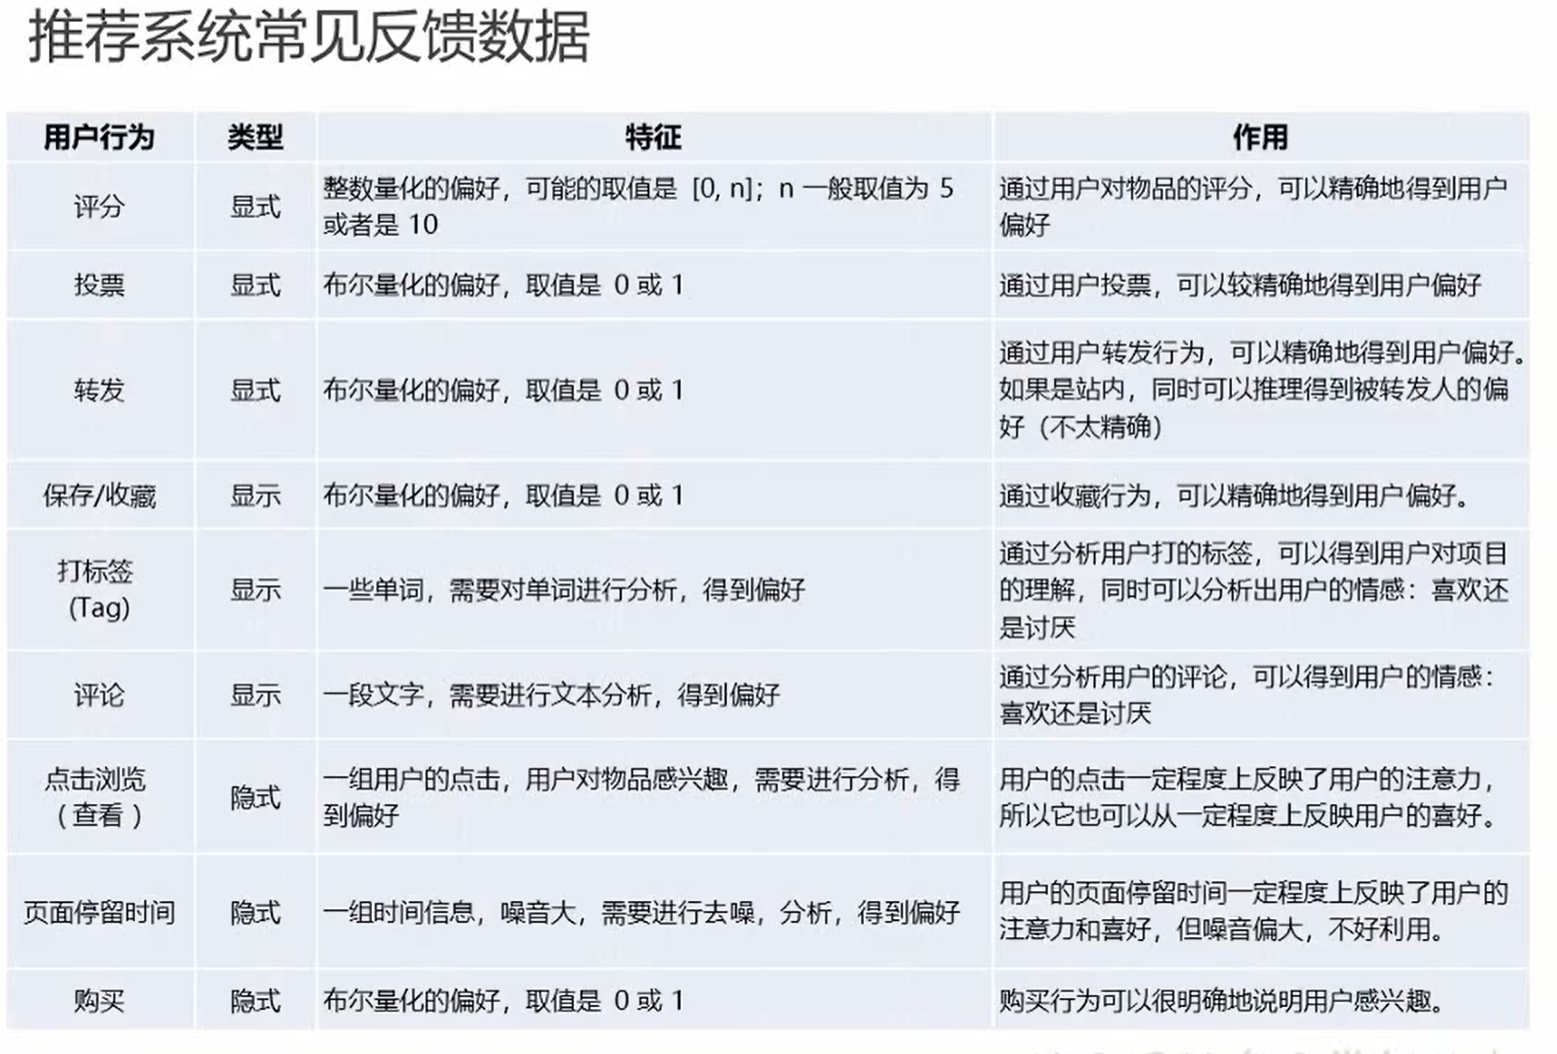 推荐系统常见反馈数据
用户行为 类型 特征 作用
评分 显式 整数量化的偏好，可能的取值是 [0, n]；n 一般取值为 5
或者是 10
通过用户对物品的评分，可以精确地得到用户
偏好
投票 显式 布尔量化的偏好，取值是 0 或 1 通过用户投票，可以较精确地得到用户偏好
转发 显式 布尔量化的偏好，取值是 0 或 1
通过用户转发行为，可以精确地得到用户偏好。
如果是站内，同时可以推理得到被转发人的偏
好（不太精确）
保存/收藏 显示 布尔量化的偏好，取值是 0 或 1 通过收藏行为，可以精确地得到用户偏好。
打标签
(Tag)
显示 一些单词，需要对单词进行分析，得到偏好
通过分析用户打的标签，可以得到用户对项目
的理解，同时可以分析出用户的情感：喜欢还
是讨厌
评论 显示 一段文字，需要进行文本分析，得到偏好
通过分析用户的评论，可以得到用户的情感：
喜欢还是讨厌
点击浏览
( 查看 )
隐式
一组用户的点击，用户对物品感兴趣，需要进行分析，得
到偏好
用户的点击一定程度上反映了用户的注意力，
所以它也可以从一定程度上反映用户的喜好。
页面停留时间 隐式 一组时间信息，噪音大，需要进行去噪，分析，得到偏好
用户的页面停留时间一定程度上反映了用户的
注意力和喜好，但噪音偏大，不好利用。
购买 隐式 布尔量化的偏好，取值是 0 或 1 购买行为可以很明确地说明用户感兴趣。